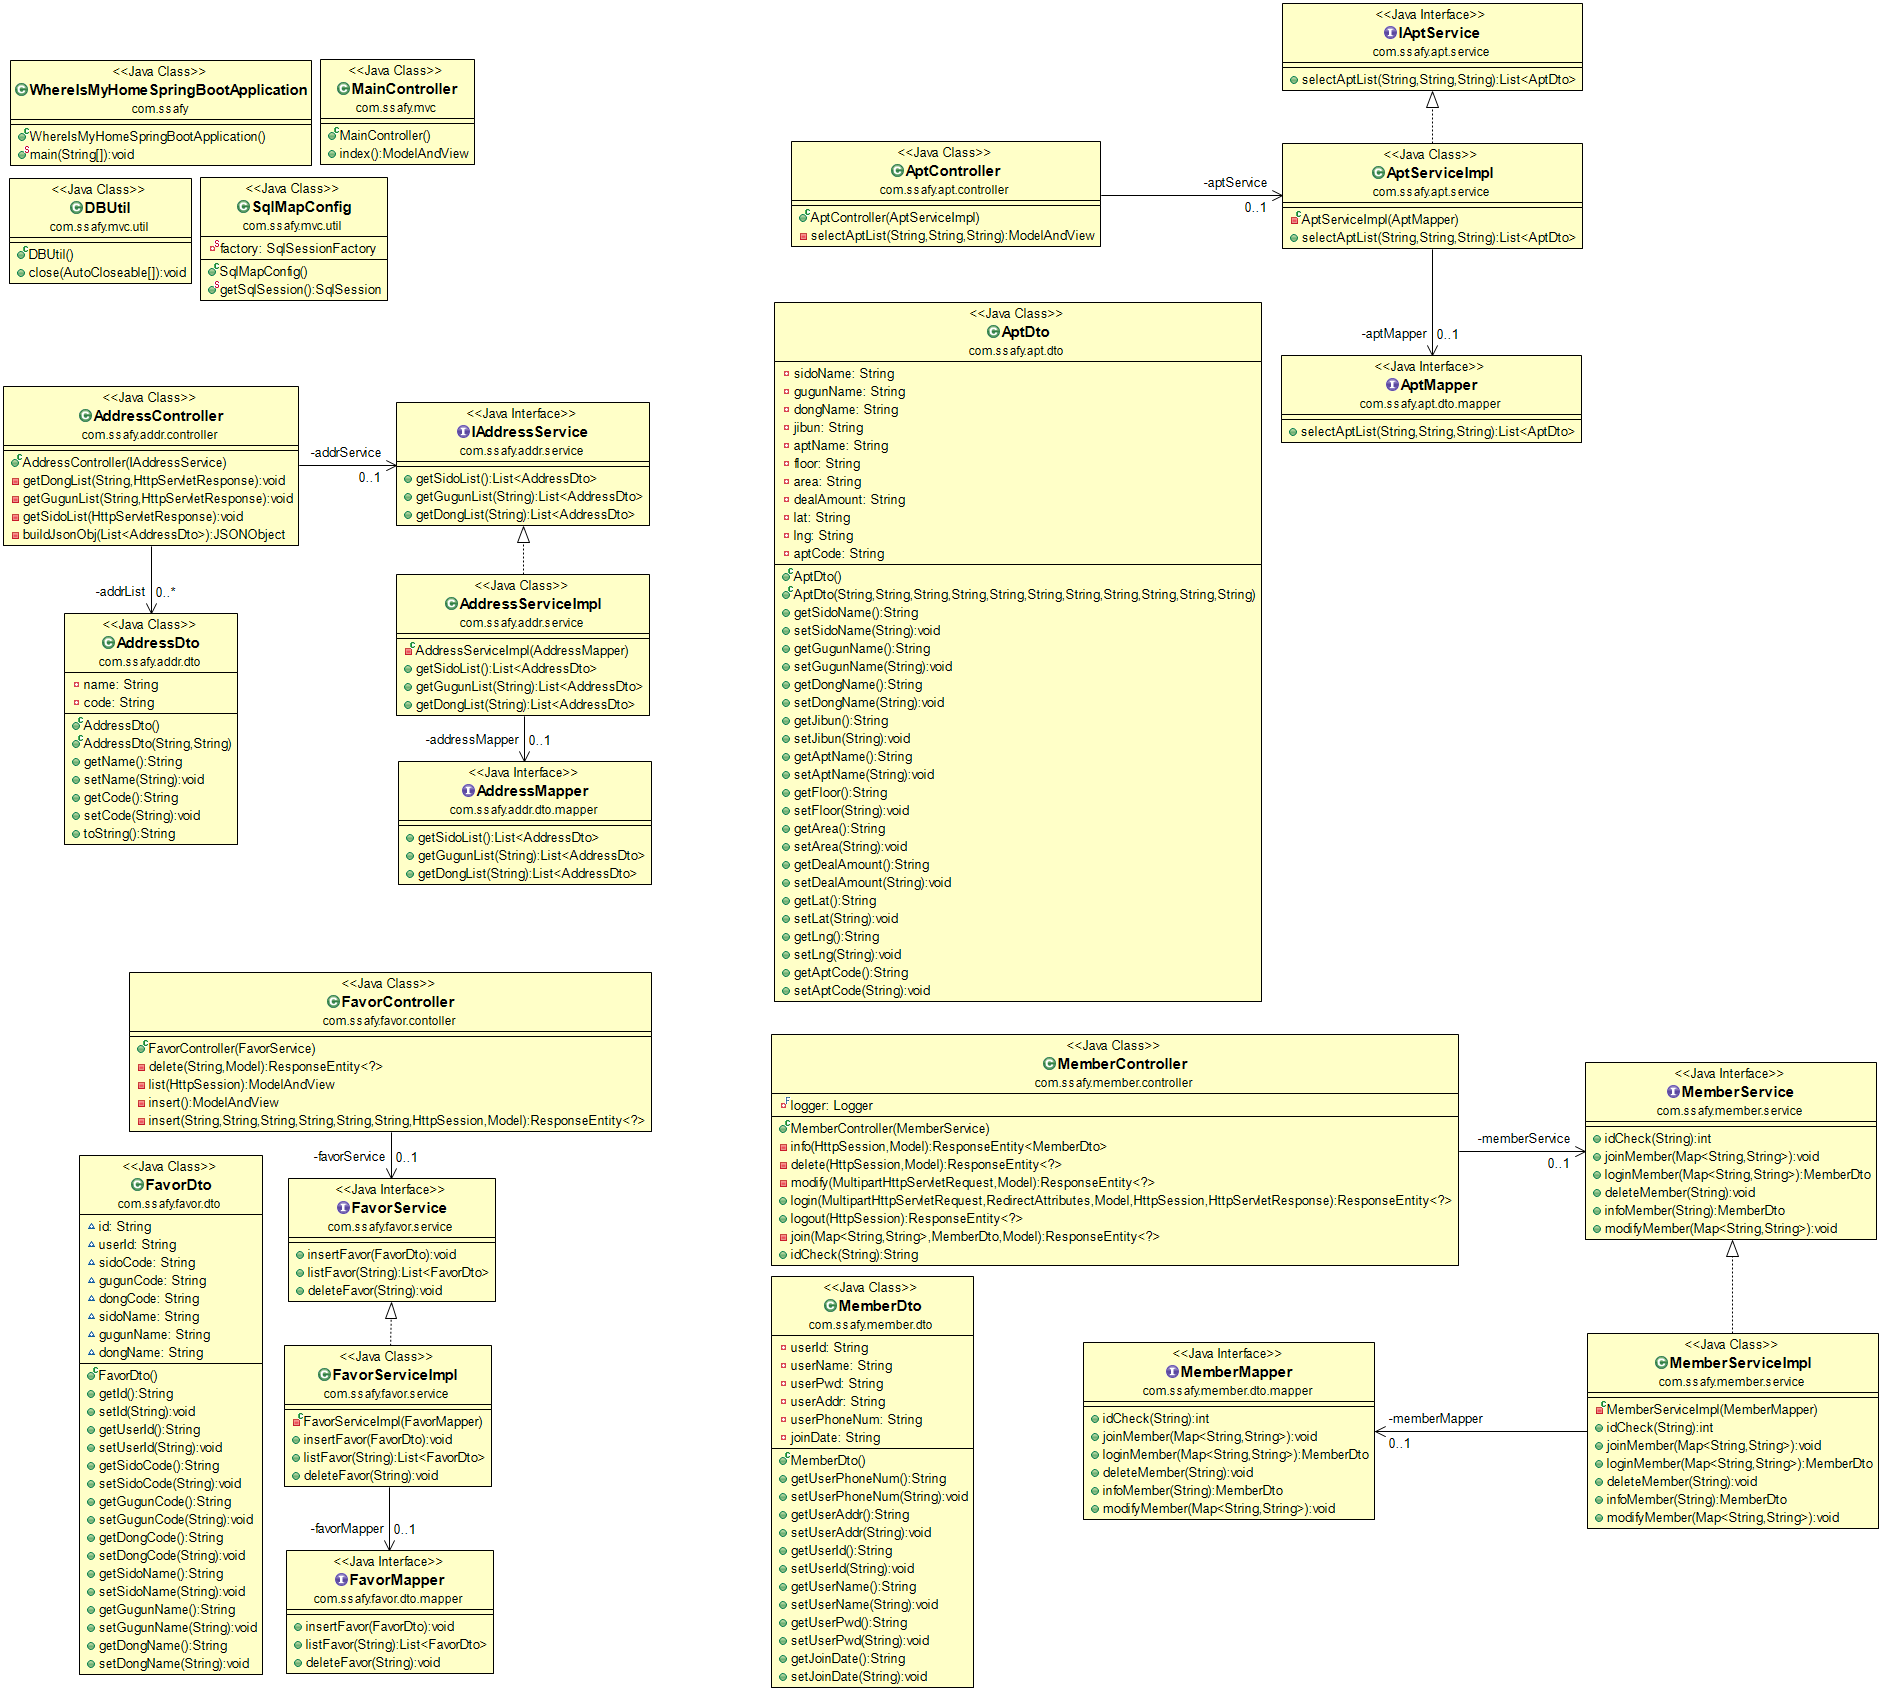 <<Java Class>>
WhereIsMyHomeSpringBootApplication
com.ssafy
WhereIsMyHomeSpringBootApplication()
main(String[]):void
<<Java Class>>
MainController
com.ssafy.mvc
MainController()
index():ModelAndView
<<Java Class>>
DBUtil
com.ssafy.mvc.util
DBUtil()
close(AutoCloseable[]):void
<<Java Class>>
SqlMapConfig
com.ssafy.mvc.util
factory: SqlSessionFactory
SqlMapConfig()
getSqlSession():SqlSession
<<Java Interface>>
IAptService
com.ssafy.apt.service
selectAptList(String,String,String):List<AptDto>
<<Java Class>>
AptController
com.ssafy.apt.controller
AptController(AptServiceImpl)
selectAptList(String,String,String):ModelAndView
-aptService
0..1
<<Java Class>>
AptServiceImpl
com.ssafy.apt.service
AptServiceImpl(AptMapper)
selectAptList(String,String,String):List<AptDto>
-aptMapper 0..1
<<Java Interface>>
AptMapper
com.ssafy.apt.dto.mapper
selectAptList(String,String,String):List<AptDto>
<<Java Class>>
AptDto
com.ssafy.apt.dto
sidoName: String
gugunName: String
dongName: String
jibun: String
aptName: String
floor: String
area: String
dealAmount: String
lat: String
lng: String
aptCode: String
AptDto()
AptDto(String,String,String,String,String,String,String,String,String,String,String)
getSidoName():String
setSidoName(String):void
getGugunName():String
setGugunName(String):void
getDongName():String
setDongName(String):void
getJibun():String
setJibun(String):void
getAptName():String
setAptName(String):void
getFloor():String
setFloor(String):void
getArea():String
setArea(String):void
getDealAmount():String
setDealAmount(String):void
getLat():String
setLat(String):void
getLng():String
setLng(String):void
getAptCode():String
setAptCode(String):void
<<Java Class>>
AddressController
com.ssafy.addr.controller
AddressController(IAddressService)
getDongList(String,HttpServletResponse):void
getGugunList(String,HttpServletResponse):void
getSidoList(HttpServletResponse):void
buildJsonObj(List<AddressDto>):JSONObject
-addrService
0..1
<<Java Interface>>
IAddressService
com.ssafy.addr.service
getSidoList():List<AddressDto>
getGugunList(String):List<AddressDto>
getDongList(String):List<AddressDto>
-addrList 0..*
<<Java Class>>
AddressDto
com.ssafy.addr.dto
name: String
code: String
AddressDto()
AddressDto(String,String)
getName():String
setName(String):void
getCode():String
setCode(String):void
toString():String
<<Java Class>>
AddressServiceImpl
com.ssafy.addr.service
AddressServiceImpl(AddressMapper)
getSidoList():List<AddressDto>
getGugunList(String):List<AddressDto>
getDongList(String):List<AddressDto>
-addressMapper 0..1
<<Java Interface>>
AddressMapper
com.ssafy.addr.dto.mapper
getSidoList():List<AddressDto>
getGugunList(String):List<AddressDto>
getDongList(String):List<AddressDto>
<<Java Class>>
FavorController
com.ssafy.favor.contoller
FavorController(FavorService)
delete(String,Model):ResponseEntity<?>
list(HttpSession):ModelAndView
insert():ModelAndView
insert(String,String,String,String,String,String,HttpSession,Model):ResponseEntity<?>
-favorService 0..1
<<Java Class>>
FavorDto
com.ssafy.favor.dto
id: String
userId: String
sidoCode: String
gugunCode: String
dongCode: String
sidoName: String
gugunName: String
dongName: String
FavorDto()
getId():String
setId(String):void
getUserId():String
setUserId(String):void
getSidoCode():String
setSidoCode(String):void
getGugunCode():String
setGugunCode(String):void
getDongCode():String
setDongCode(String):void
getSidoName():String
setSidoName(String):void
getGugunName():String
setGugunName(String):void
getDongName():String
setDongName(String):void
<<Java Interface>>
FavorService
com.ssafy.favor.service
insertFavor(FavorDto):void
listFavor(String):List<FavorDto>
deleteFavor(String):void
<<Java Class>>
FavorServiceImpl
com.ssafy.favor.service
FavorServiceImpl(FavorMapper)
insertFavor(FavorDto):void
listFavor(String):List<FavorDto>
deleteFavor(String):void
-favorMapper 0..1
<<Java Interface>>
FavorMapper
com.ssafy.favor.dto.mapper
insertFavor(FavorDto):void
listFavor(String):List<FavorDto>
deleteFavor(String):void
<<Java Class>>
MemberController
com.ssafy.member.controller
logger: Logger
MemberController(MemberService)
info(HttpSession,Model):ResponseEntity<MemberDto>
delete(HttpSession,Model):ResponseEntity<?>
modify(MultipartHttpServletRequest,Model):ResponseEntity<?>
login(MultipartHttpServletRequest,RedirectAttributes,Model,HttpSession,HttpServletResponse):ResponseEntity<?>
logout(HttpSession):ResponseEntity<?>
join(Map<String,String>,MemberDto,Model):ResponseEntity<?>
idCheck(String):String
-memberService
0..1
<<Java Interface>>
MemberService
com.ssafy.member.service
idCheck(String):int
joinMember(Map<String,String>):void
loginMember(Map<String,String>):MemberDto
deleteMember(String):void
infoMember(String):MemberDto
modifyMember(Map<String,String>):void
<<Java Class>>
MemberDto
com.ssafy.member.dto
userId: String
userName: String
userPwd: String
userAddr: String
userPhoneNum: String
joinDate: String
MemberDto()
getUserPhoneNum():String
setUserPhoneNum(String):void
getUserAddr():String
setUserAddr(String):void
getUserId():String
setUserId(String):void
getUserName():String
setUserName(String):void
getUserPwd():String
setUserPwd(String):void
getJoinDate():String
setJoinDate(String):void
<<Java Interface>>
MemberMapper
com.ssafy.member.dto.mapper
idCheck(String):int
joinMember(Map<String,String>):void
loginMember(Map<String,String>):MemberDto
deleteMember(String):void
infoMember(String):MemberDto
modifyMember(Map<String,String>):void
-memberMapper
0..1
<<Java Class>>
MemberServiceImpl
com.ssafy.member.service
MemberServiceImpl(MemberMapper)
idCheck(String):int
joinMember(Map<String,String>):void
loginMember(Map<String,String>):MemberDto
deleteMember(String):void
infoMember(String):MemberDto
modifyMember(Map<String,String>):void